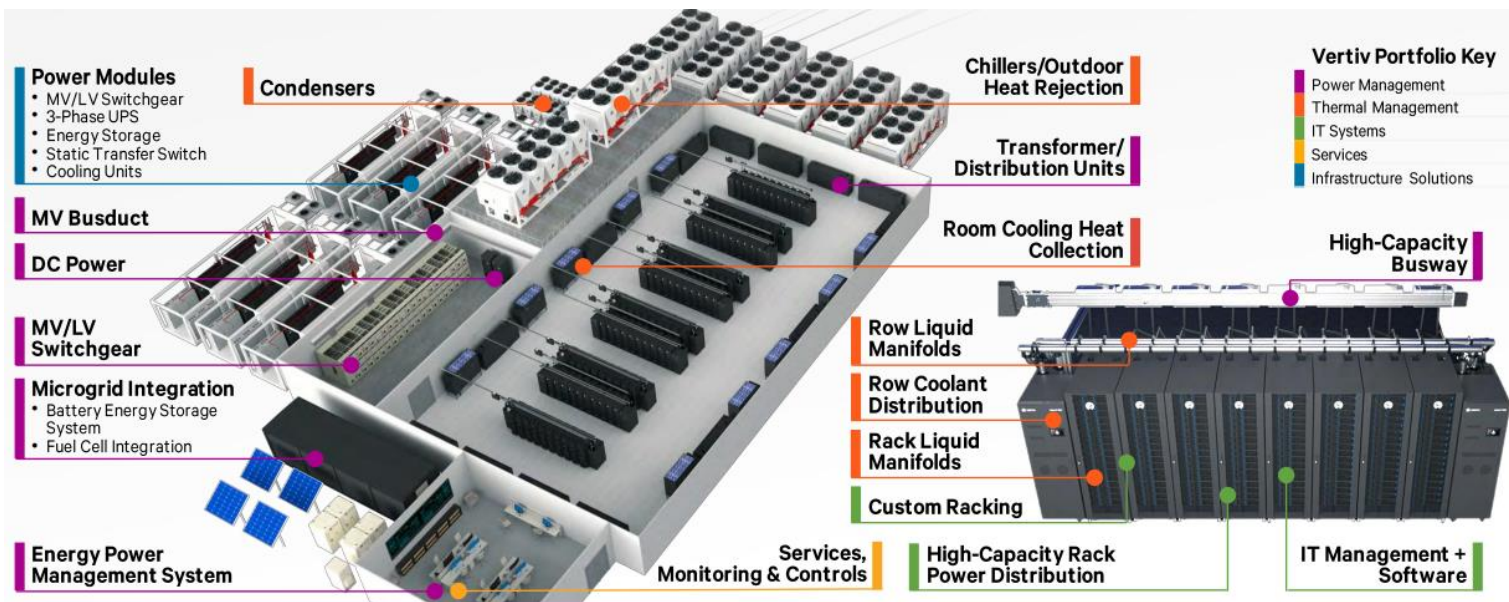 Power Modules
• MV/LV Switchgear
• 3-Phase UPS
• Energy Storage
• Static Transfer Switch
• Cooling Units
MV Busduct
DC Power
MV/LV
Switchgear
Microgrid Integration
• Battery Energy Storage
System
• Fuel Cell Integration
Energy Power
Management System
Condensers
Chillers/Outdoor
Heat Rejection
Transformer/
Distribution Units
Room Cooling Heat
Collection
Services,
Monitoring & Controls
Vertiv Portfolio Key
Power Management
Thermal Management
IT Systems
Services
Infrastructure Solutions
High-Capacity
Busway
Row Liquid
Manifolds
Row Coolant
Distribution
Rack Liquid
Manifolds
Custom Racking
High-Capacity Rack
Power Distribution
IT Management +
Software